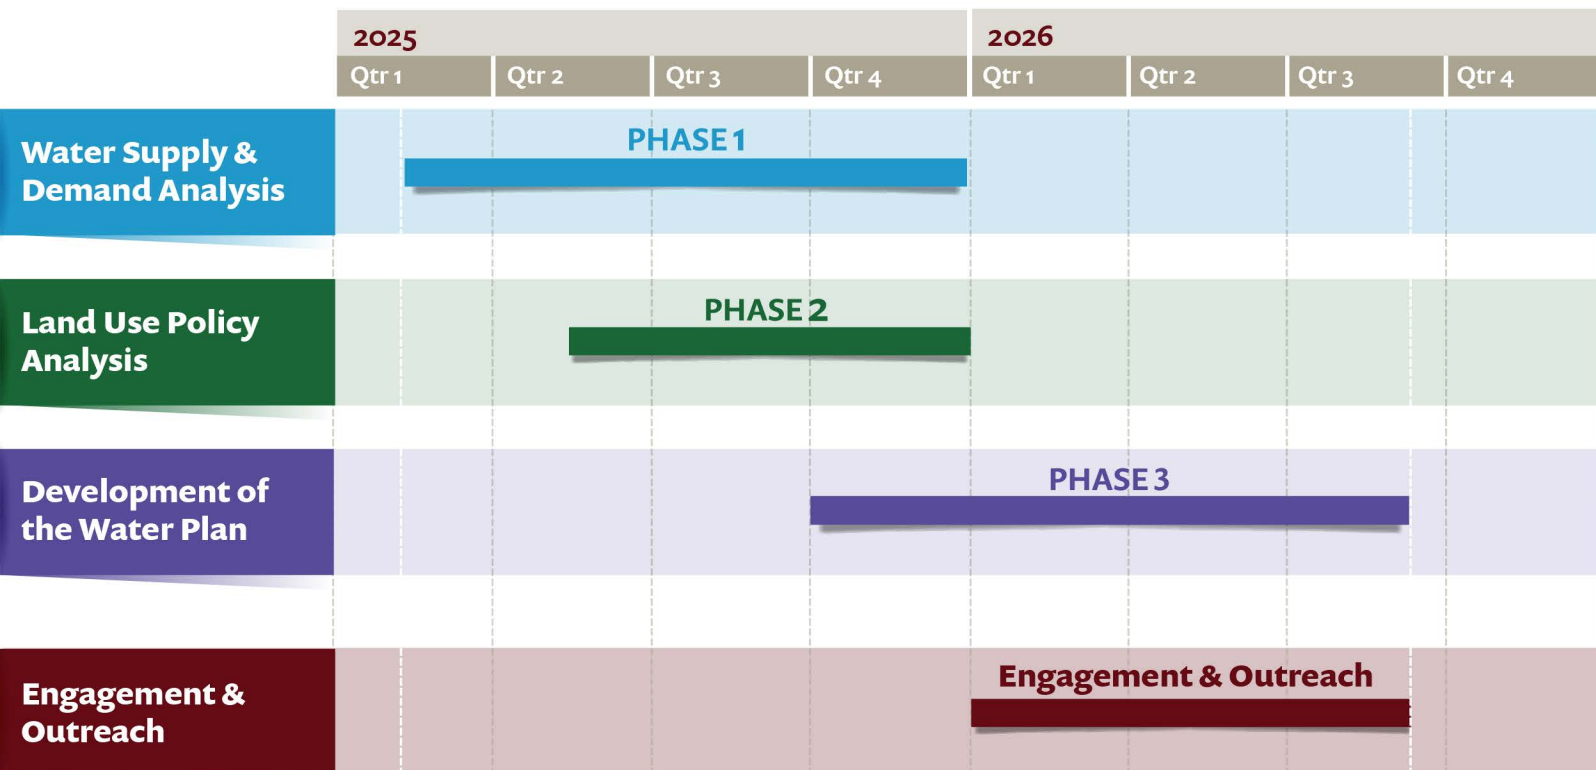 2025
2026
Qtr 1
Qtr 2
Qtr 3
Qtr 4
Qtr 1
Qtr 2
Qtr 3
Qtr 4
Water Supply &
Demand Analysis
PHASE 1
Land Use Policy
Analysis
PHASE 2
Development of
the Water Plan
PHASE 3
Engagement &
Outreach
Engagement & Outreach